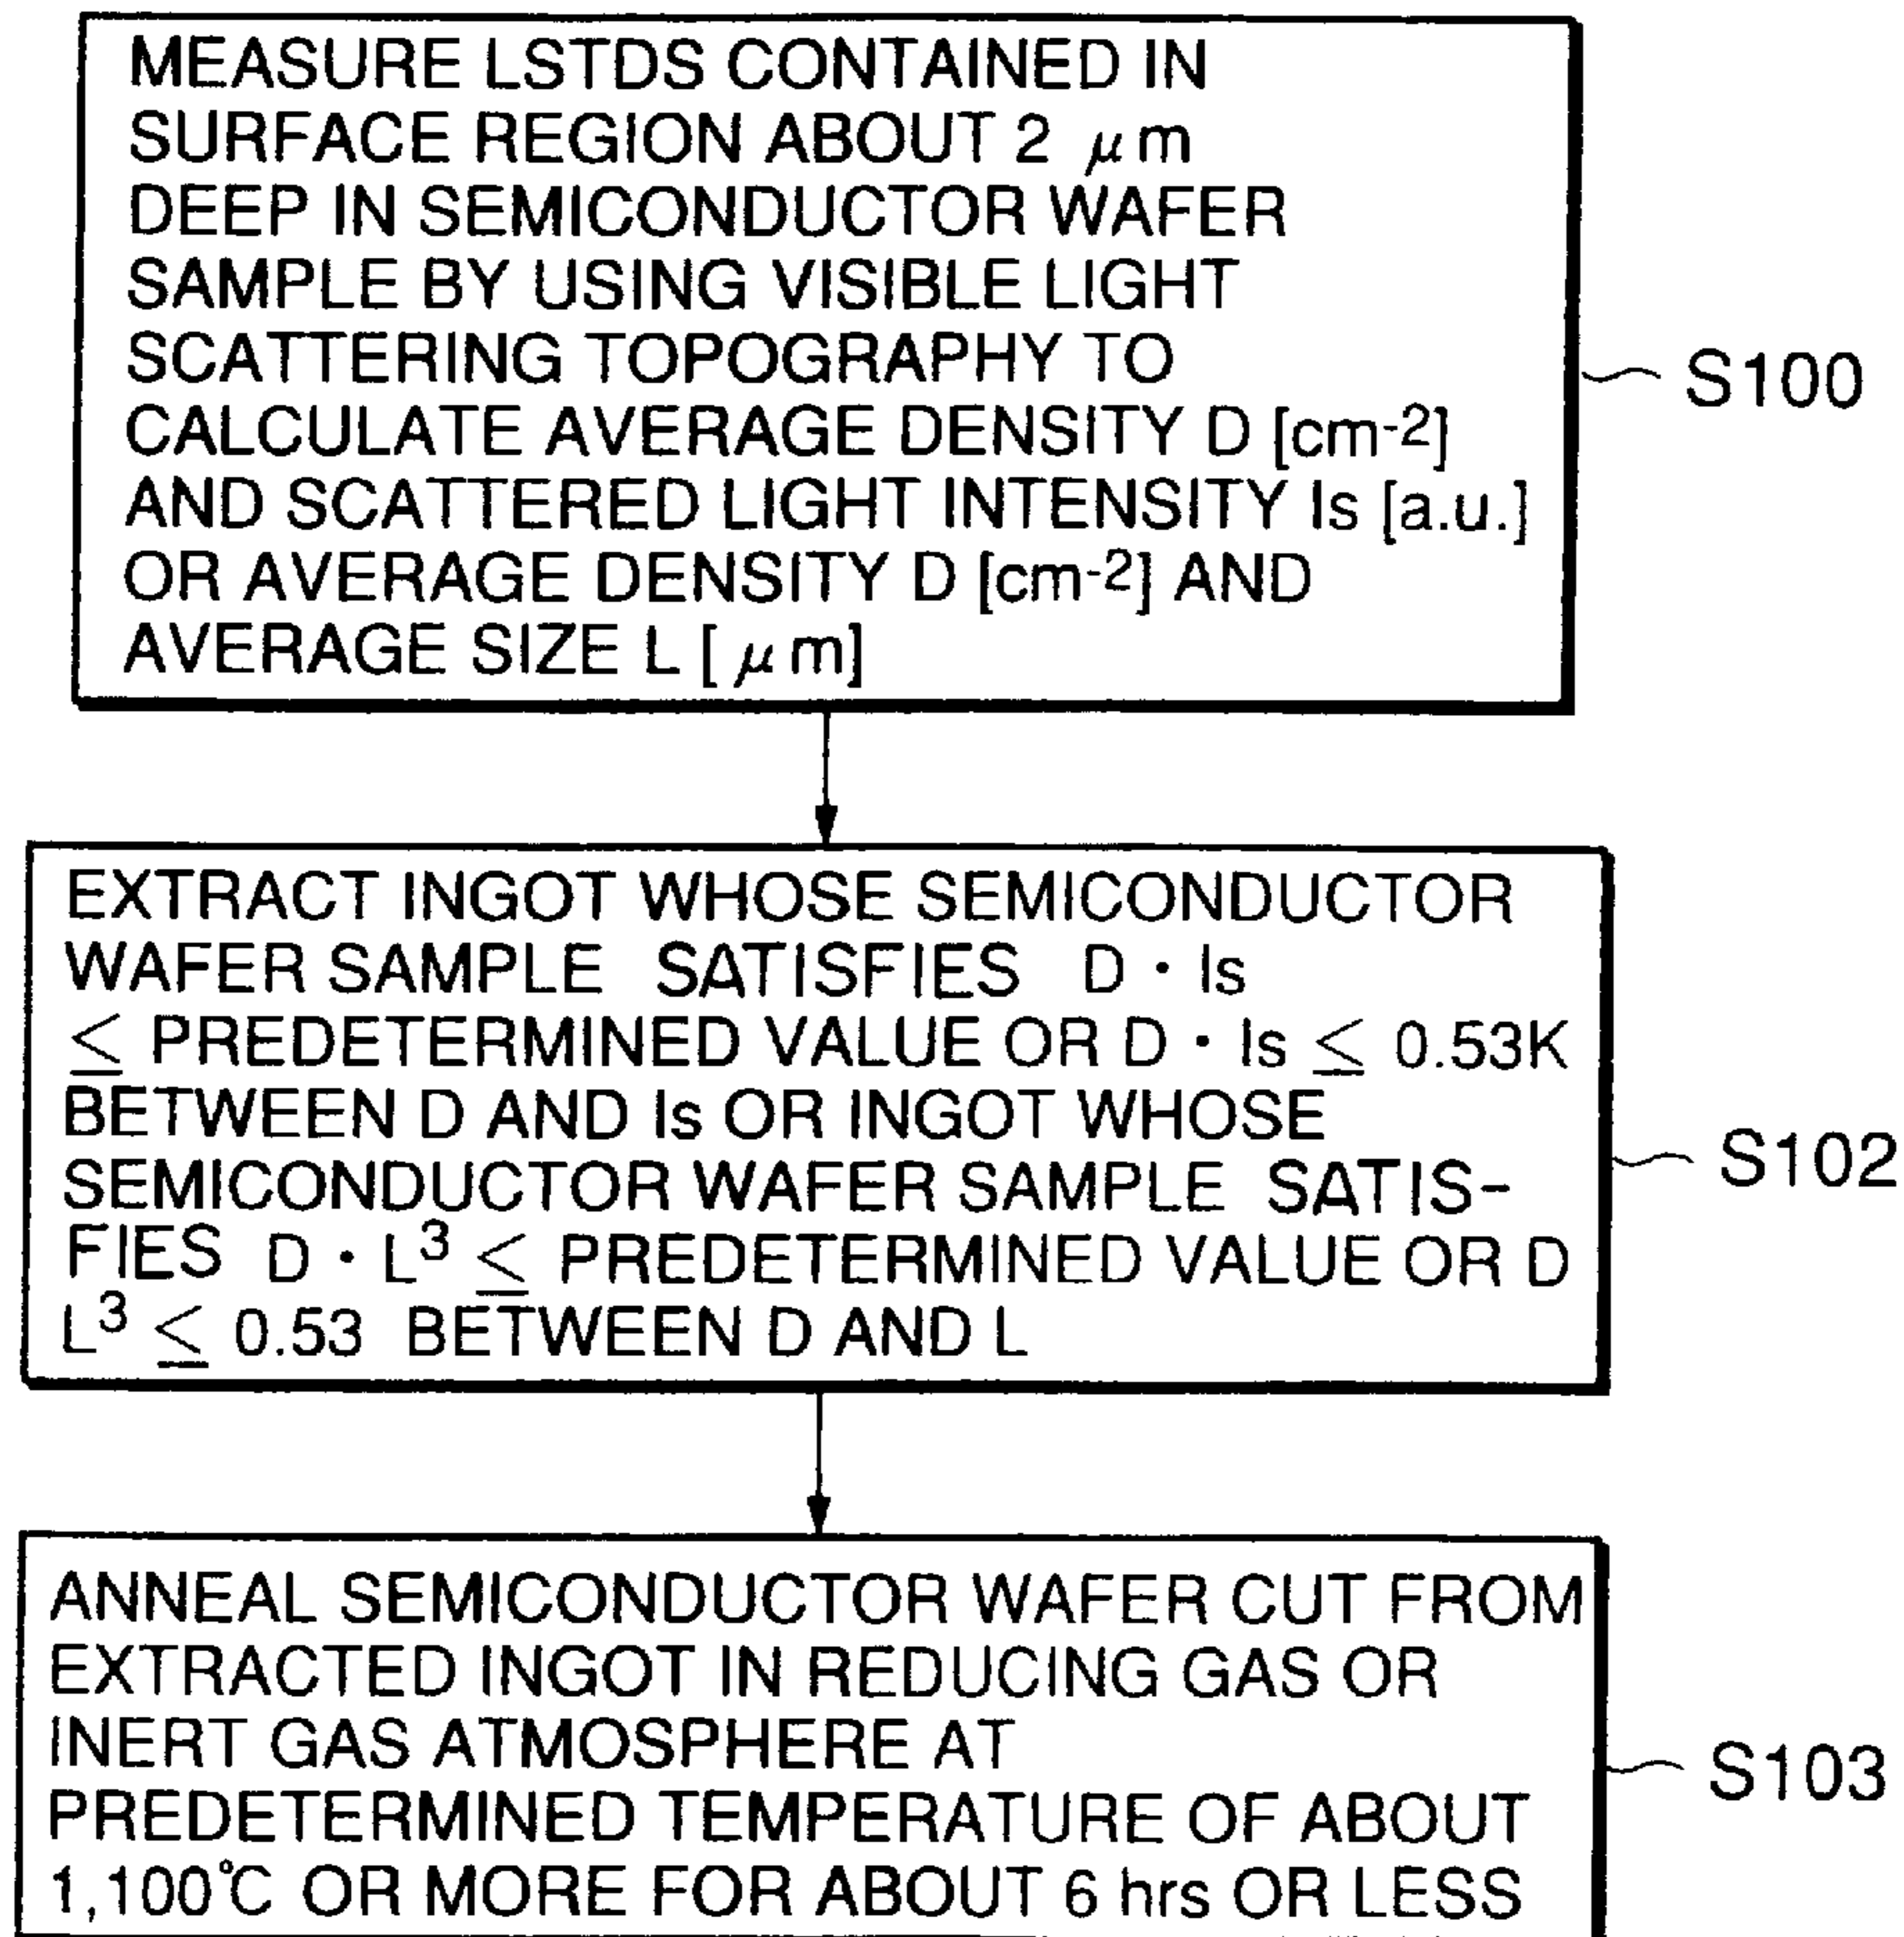 MEASURE LSTDS CONTAINED IN
SURFACE REGION ABOUT 2 μm
DEEP IN SEMICONDUCTOR WAFER
SAMPLE BY USING VISIBLE LIGHT
SCATTERING TOPOGRAPHY TO
CALCULATE AVERAGE DENSITY D [cm-2]
AND SCATTERED LIGHT INTENSITY Is [a.u.]
OR AVERAGE DENSITY D [cm-2] AND
AVERAGE SIZE L [ μm]
S100
EXTRACT INGOT WHOSE SEMICONDUCTOR
WAFER SAMPLE SATISFIES D・Is
≤ PREDETERMINED VALUE OR D・Is ≤ 0.53K
BETWEEN D AND Is OR INGOT WHOSE
SEMICONDUCTOR WAFER SAMPLE SATIS-
FIES D・L³ ≤ PREDETERMINED VALUE OR D
L³ ≤ 0.53 BETWEEN D AND L
S102
ANNEAL SEMICONDUCTOR WAFER CUT FROM
EXTRACTED INGOT IN REDUCING GAS OR
INERT GAS ATMOSPHERE AT
PREDETERMINED TEMPERATURE OF ABOUT
1,100℃ OR MORE FOR ABOUT 6 hrs OR LESS
S103